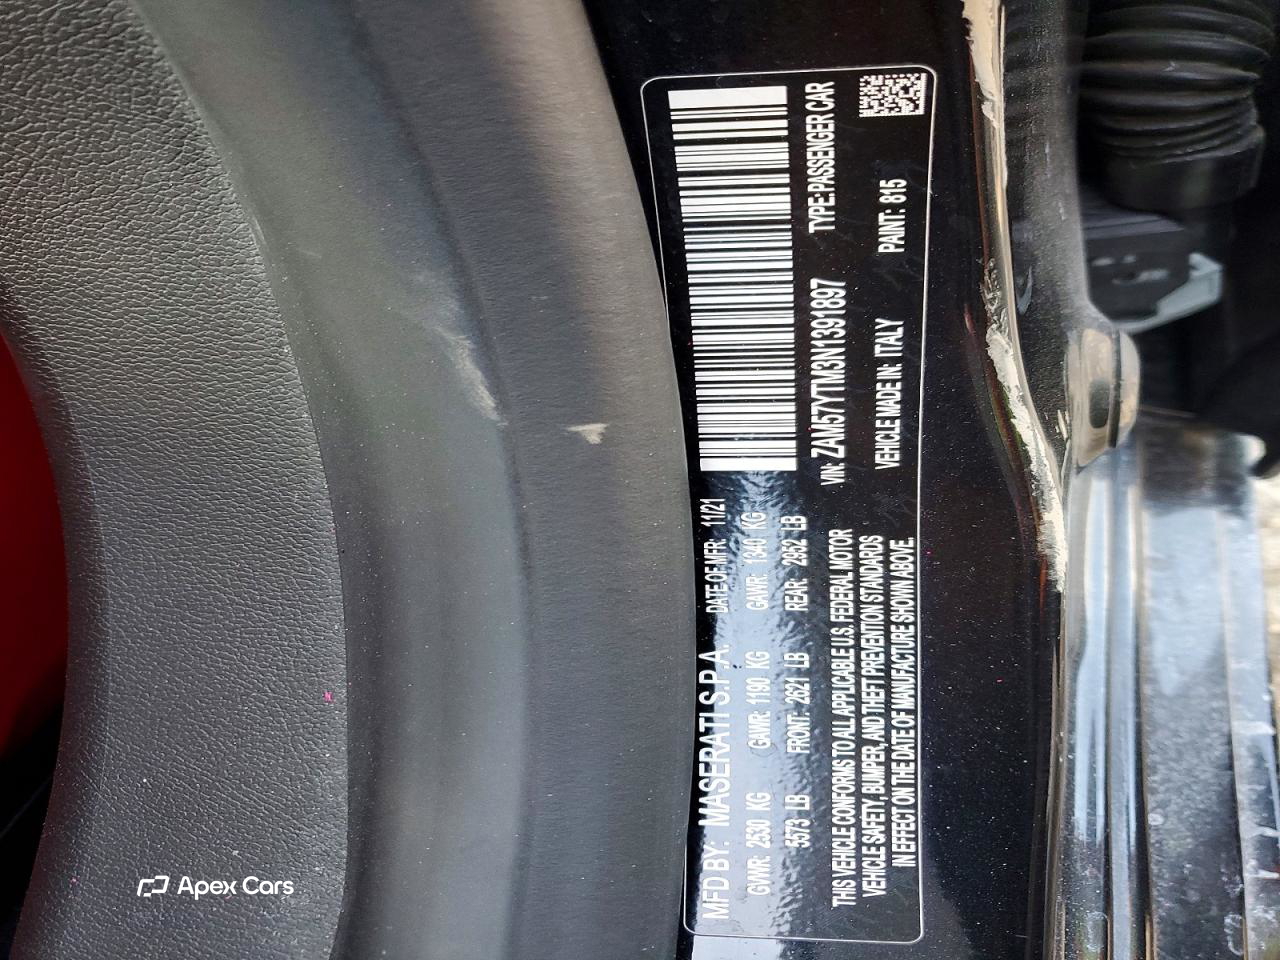 MFD BY: MASERATI S.P.A. DATE OF MFR: 11/21
GVWR: 2530 KG GAWR: 1190 KG GAWR: 1340 KG
5573 LB FRONT: 2621 LB REAR: 2952 LB
THIS VEHICLE CONFORMS TO ALL APPLICABLE U.S. FEDERAL MOTOR
VEHICLE SAFETY, BUMPER, AND THEFT PREVENTION STANDARDS
IN EFFECT ON THE DATE OF MANUFACTURE SHOWN ABOVE.
VIN: ZAM57YTM3N1391897 TYPE: PASSENGER CAR
VEHICLE MADE IN: ITALY PAINT: 815
Apex Cars